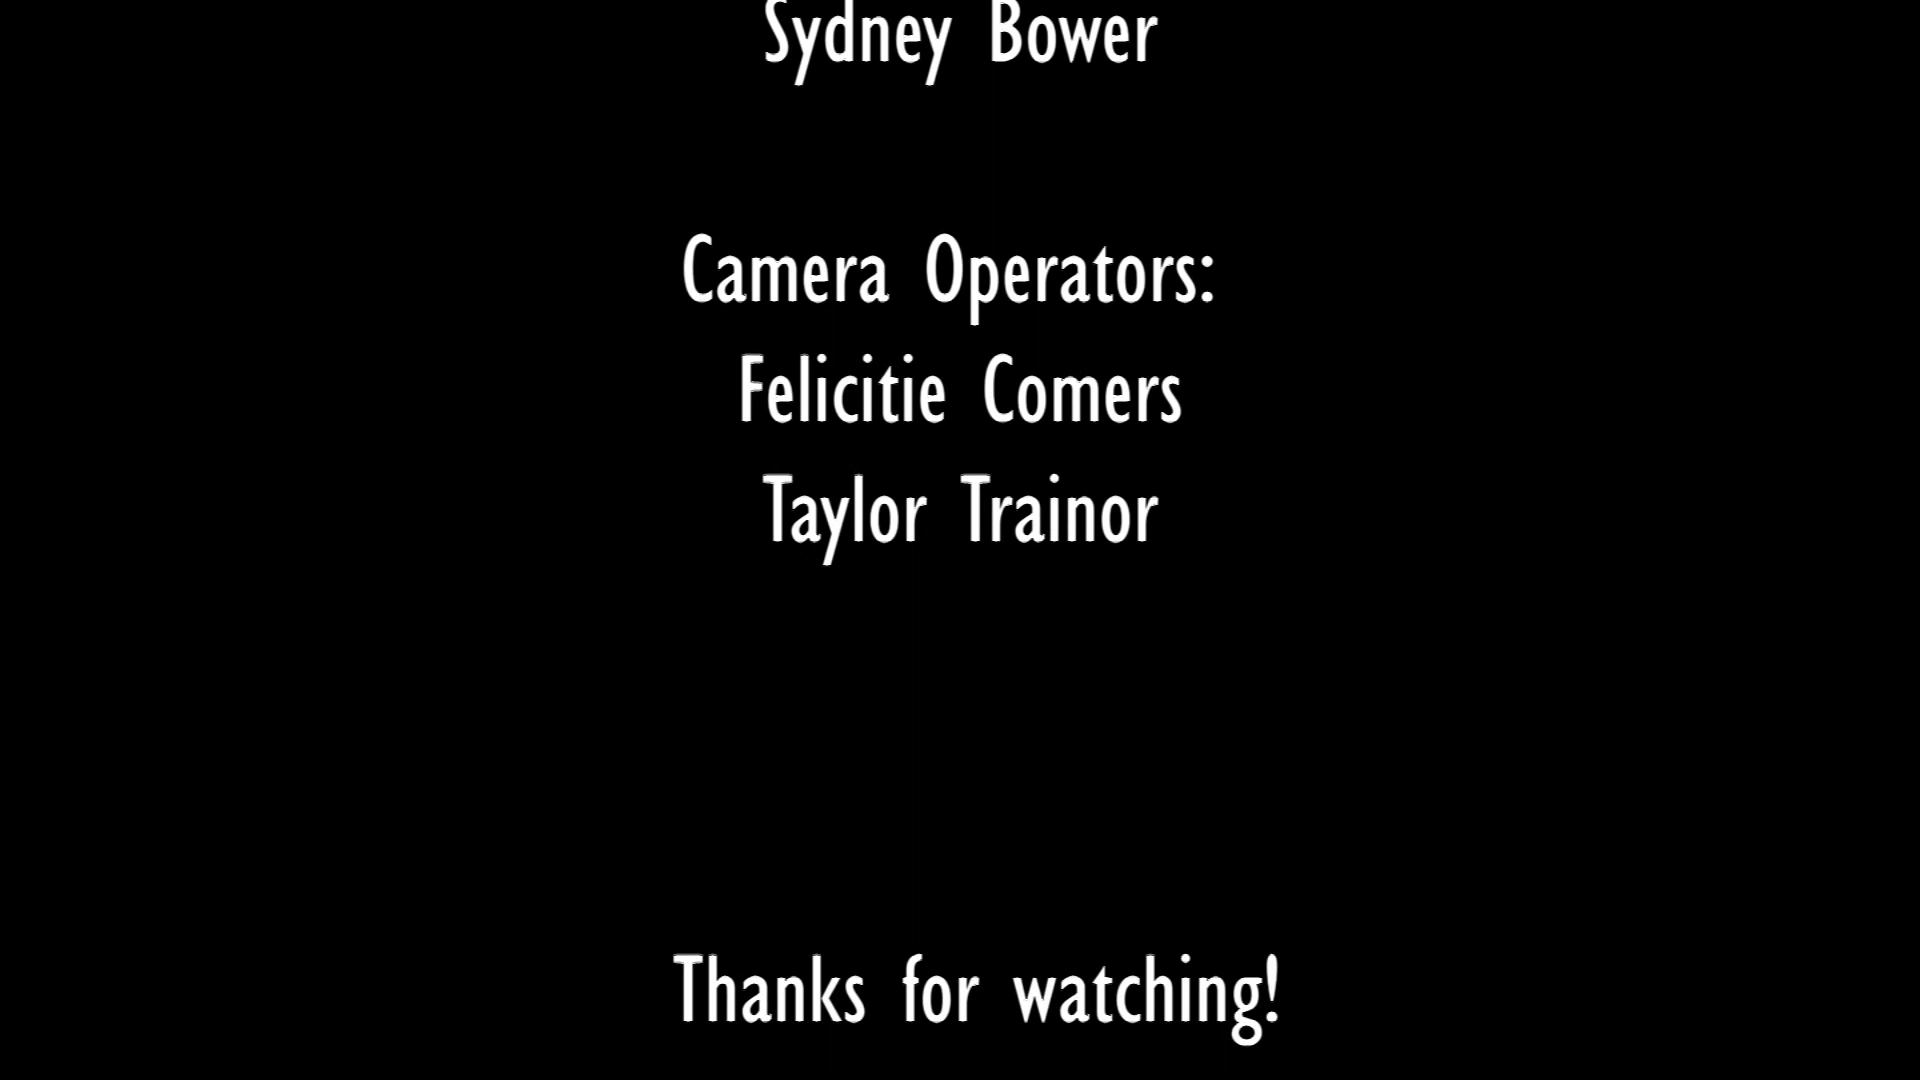 Sydney Bower
Camera Operators:
Felicitie Comers
Taylor Trainor
Thanks for watching!